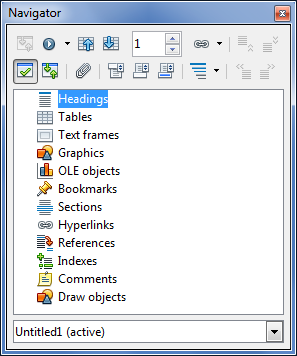 Navigator
1
Headings
Tables
Text frames
Graphics
OLE objects
Bookmarks
Sections
Hyperlinks
References
Indexes
Comments
Draw objects
Untitled1 (active)